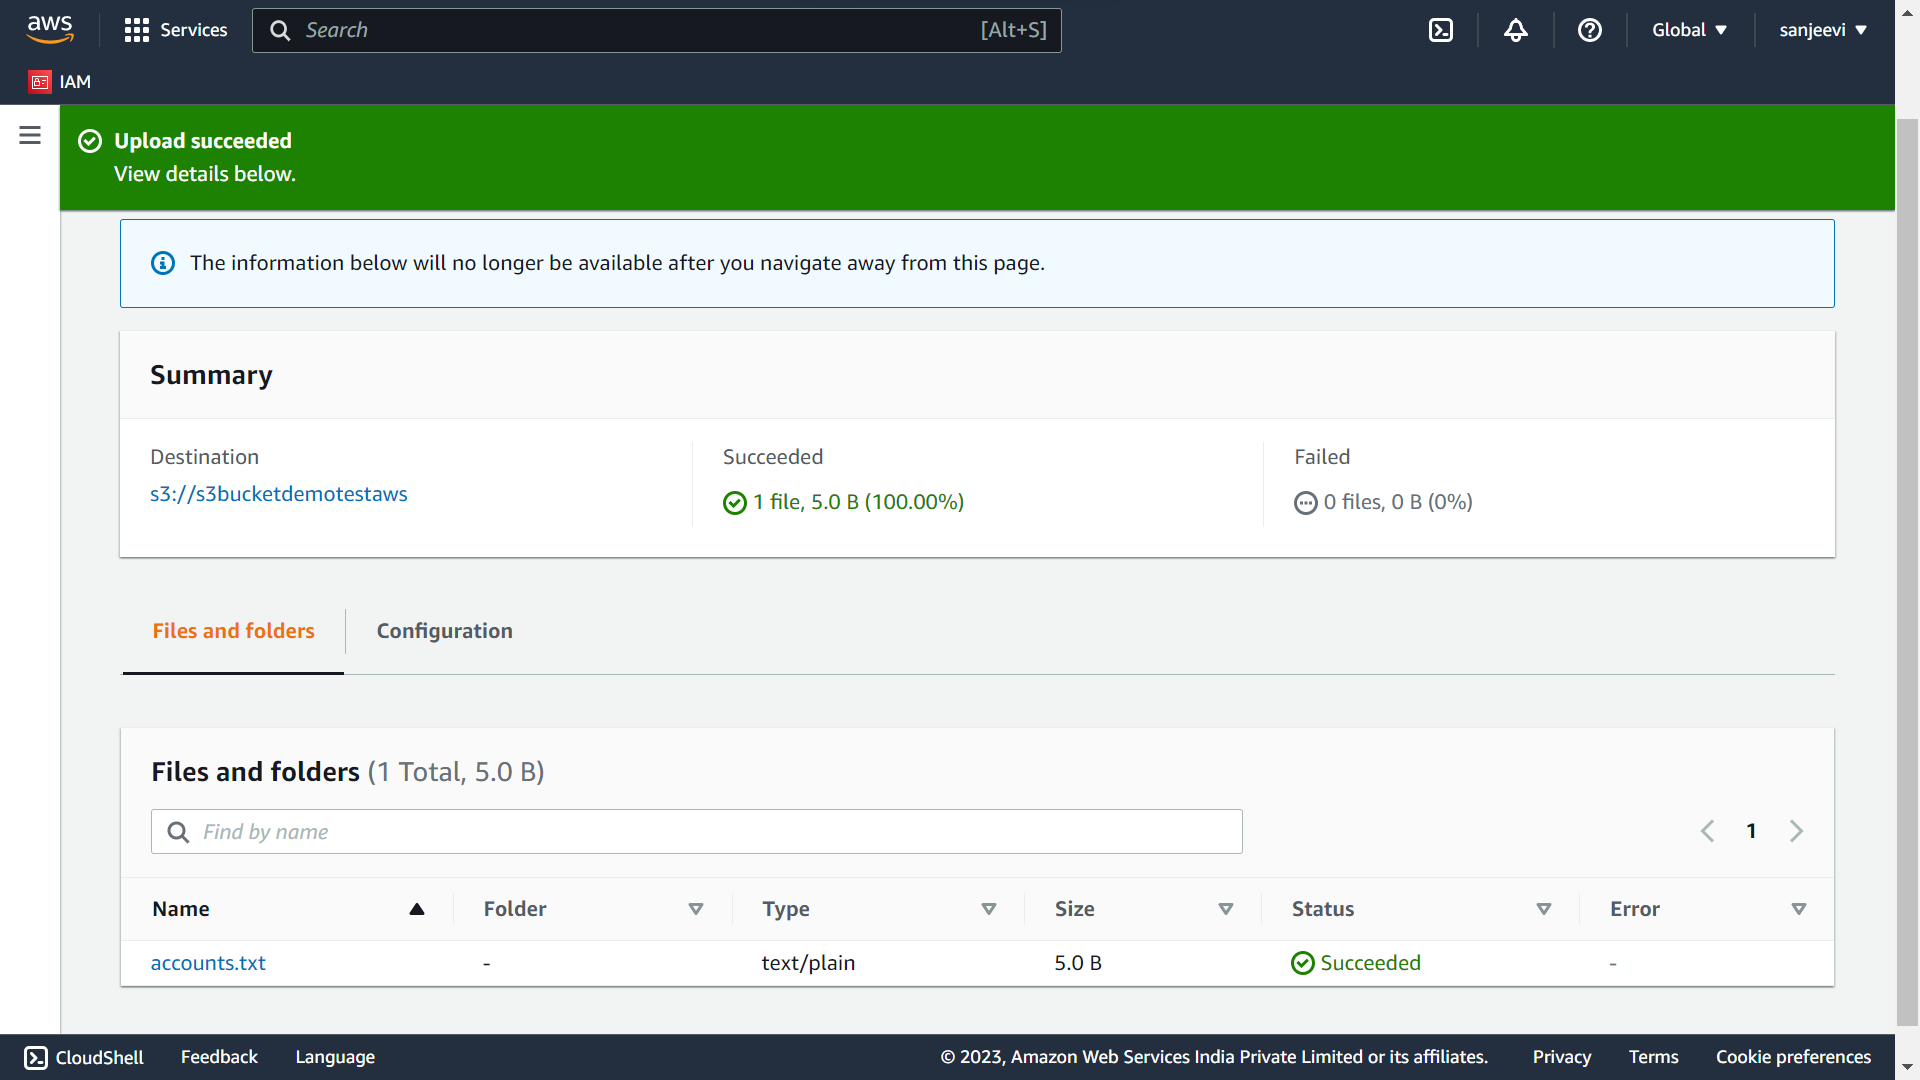 aws
Services
Search
[Alt+S]
Global
sanjeevi
IAM
Upload succeeded
View details below.
The information below will no longer be available after you navigate away from this page.
Summary
Destination
s3://s3bucketdemotestaws
Succeeded
1 file, 5.0 B (100.00%)
Failed
0 files, 0 B (0%)
Files and folders
Configuration
Files and folders (1 Total, 5.0 B)
Find by name
1
Name Folder Type Size Status Error
accounts.txt - text/plain 5.0 B Succeeded -
CloudShell Feedback Language © 2023, Amazon Web Services India Private Limited or its affiliates. Privacy Terms Cookie preferences